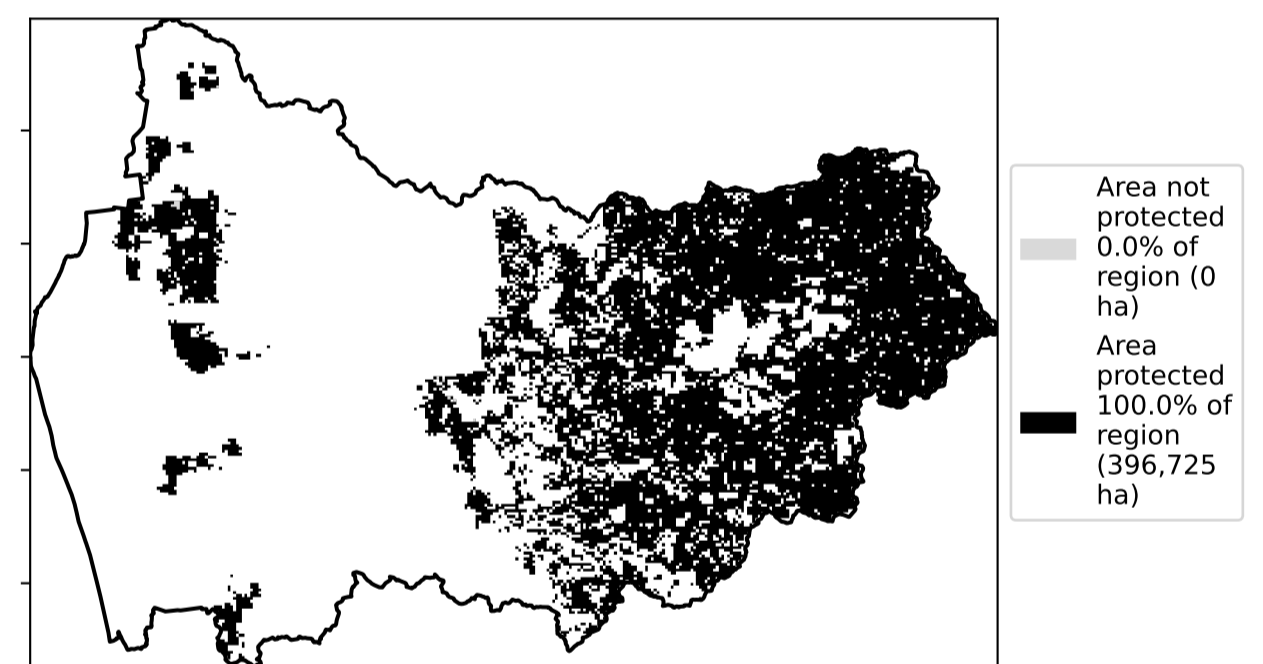 Area not
protected
0.0% of
region (0
ha)
Area
protected
100.0% of
region
(396,725
ha)